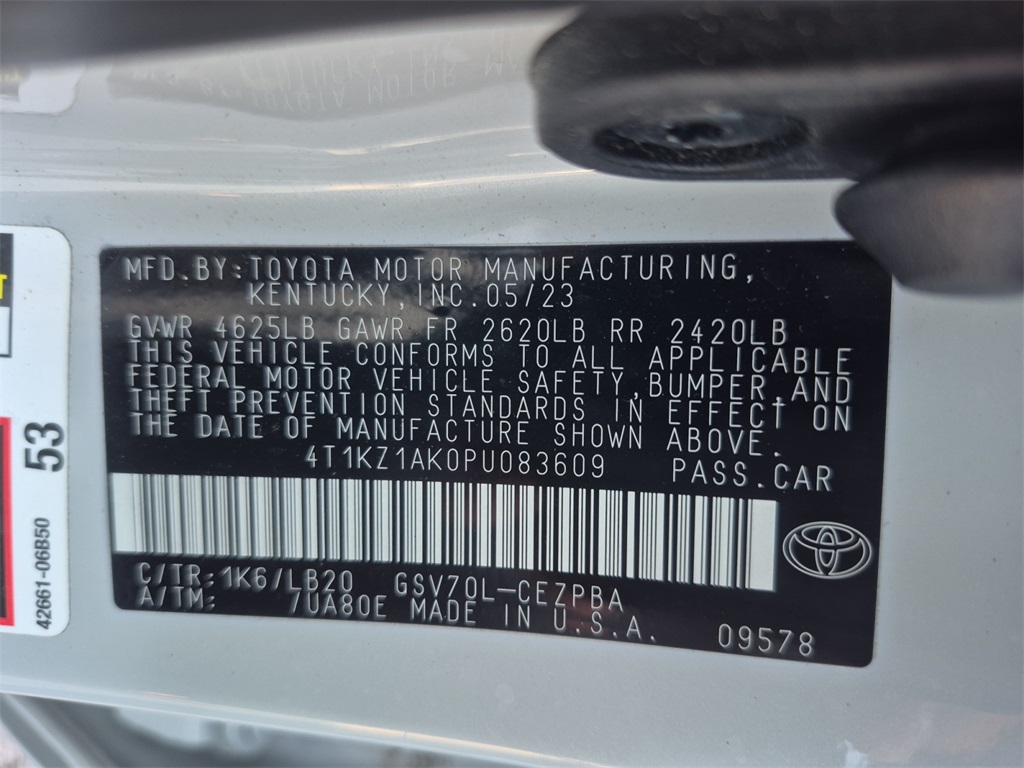 MFD.BY:TOYOTA MOTOR MANUFACTURING,
KENTUCKY,INC.05/23
GVWR 4625LB GAWR FR 2620LB RR 2420LB
THIS VEHICLE CONFORMS TO ALL APPLICABLE
FEDERAL MOTOR VEHICLE SAFETY,BUMPER,AND
THEFT PREVENTION STANDARDS IN EFFECT ON
THE DATE OF MANUFACTURE SHOWN ABOVE.
4T1KZ1AK0PU083609 PASS.CAR
C/TR:1K6/LB20 GSV70L-CEZPBA
A/TM: /UA80E MADE IN U.S.A. 09578
53
42661-06B50